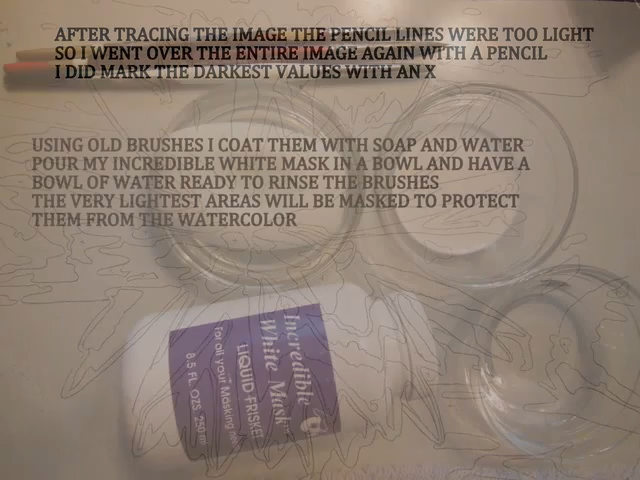 AFTER TRACING THE IMAGE THE PENCIL LINES WERE TOO LIGHT
SO I WENT OVER THE ENTIRE IMAGE AGAIN WITH A PENCIL
I DID MARK THE DARKEST VALUES WITH AN X
USING OLD BRUSHES I COAT THEM WITH SOAP AND WATER
POUR MY INCREDIBLE WHITE MASK IN A BOWL AND HAVE A
BOWL OF WATER READY TO RINSE THE BRUSHES
THE VERY LIGHTEST AREAS WILL BE MASKED TO PROTECT
THEM FROM THE WATERCOLOR
Incredible
White Mask
LIQUID FRISKET
For all your Masking
8.5 FL. OZS. 250 ml